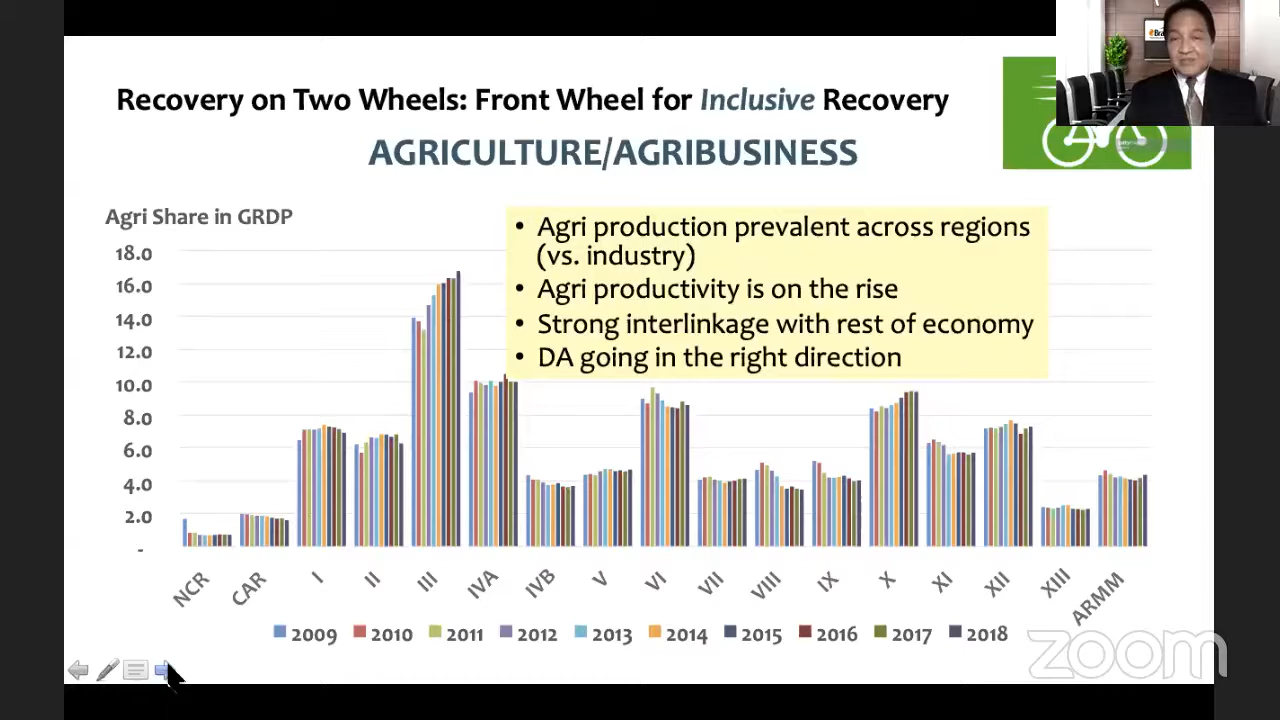 Recovery on Two Wheels: Front Wheel for Inclusive Recovery
AGRICULTURE/AGRIBUSINESS
Agri Share in GRDP
• Agri production prevalent across regions
(vs. industry)
• Agri productivity is on the rise
• Strong interlinkage with rest of economy
• DA going in the right direction
18.0
16.0
14.0
12.0
10.0
8.0
6.0
4.0
2.0
-
NCR CAR I II III IVA IVB V VI VII VIII IX X XI XII XIII ARMM
2009 2010 2011 2012 2013 2014 2015 2016 2017 2018
zoom